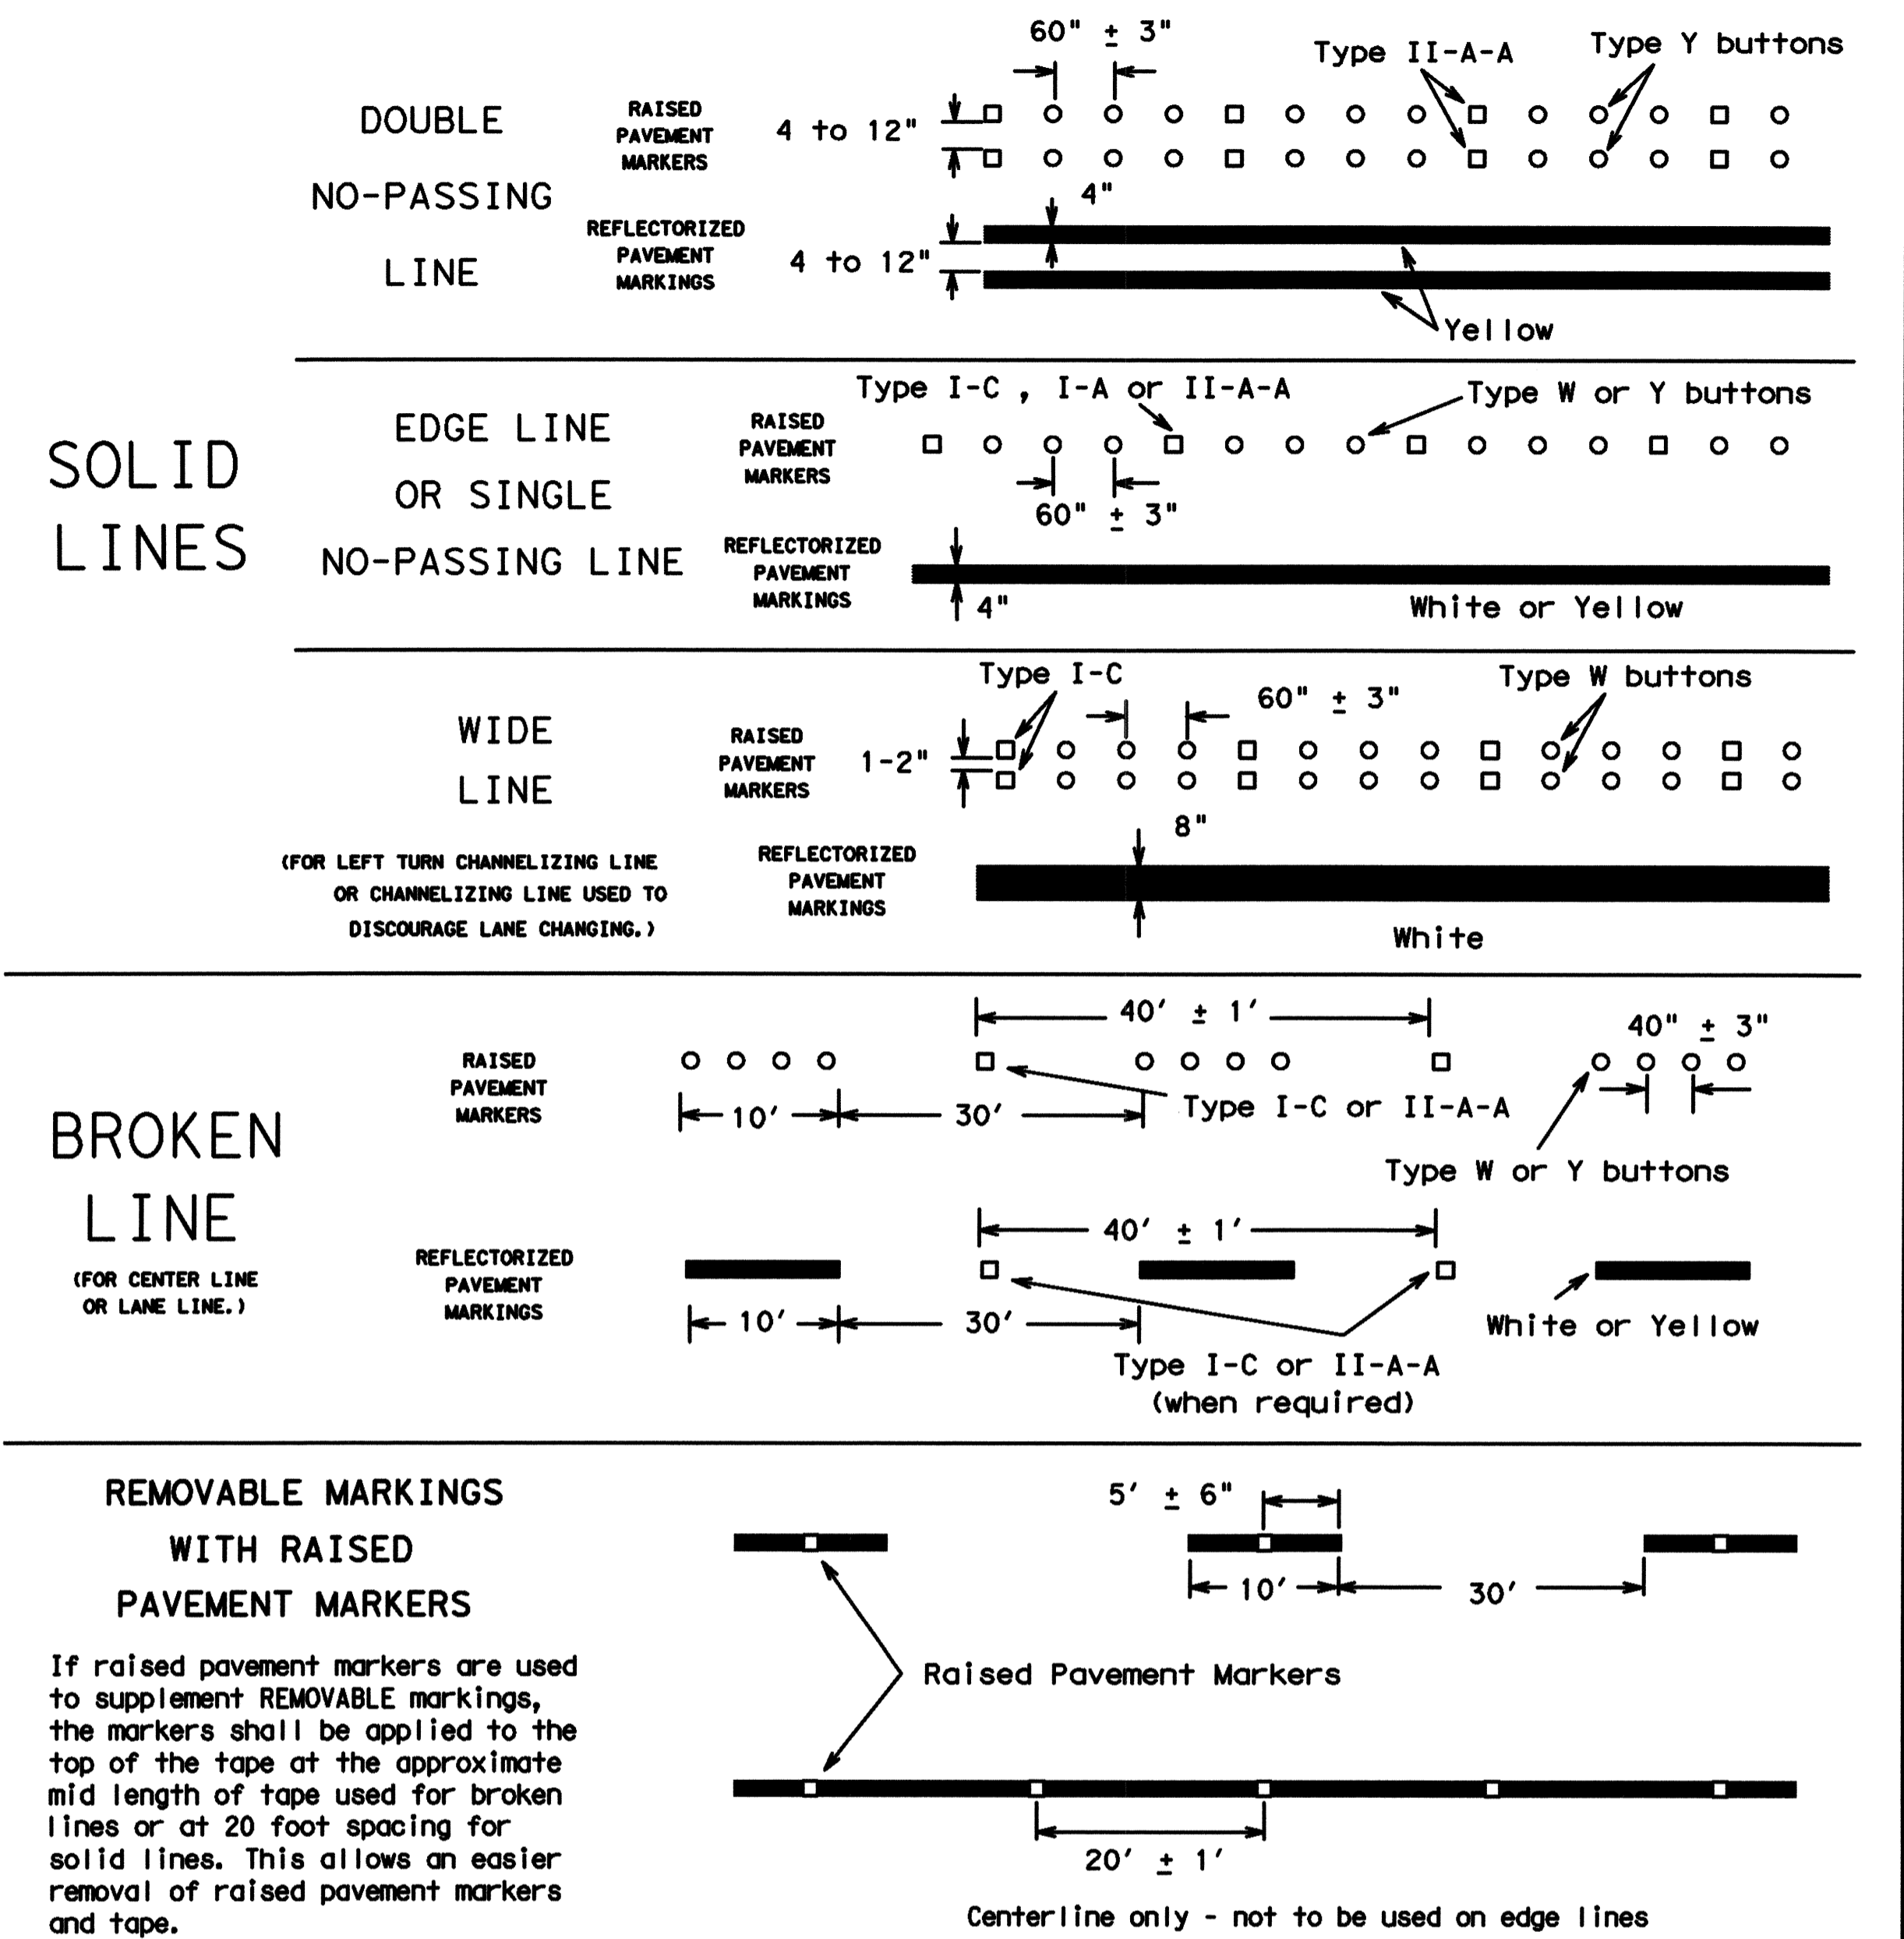 SOLID
LINES
DOUBLE
NO-PASSING
LINE
RAISED
PAVEMENT
MARKERS
4 to 12"
60" ± 3"
Type II-A-A
Type Y buttons
REFLECTORIZED
PAVEMENT
MARKINGS
4 to 12"
4"
Yellow
EDGE LINE
OR SINGLE
NO-PASSING LINE
RAISED
PAVEMENT
MARKERS
Type I-C , I-A or II-A-A
Type W or Y buttons
60" ± 3"
REFLECTORIZED
PAVEMENT
MARKINGS
4"
White or Yellow
WIDE
LINE
(FOR LEFT TURN CHANNELIZING LINE
OR CHANNELIZING LINE USED TO
DISCOURAGE LANE CHANGING.)
RAISED
PAVEMENT
MARKERS
1-2"
Type I-C
60" ± 3"
Type W buttons
REFLECTORIZED
PAVEMENT
MARKINGS
8"
White
BROKEN
LINE
(FOR CENTER LINE
OR LANE LINE.)
RAISED
PAVEMENT
MARKERS
40' ± 1'
40" ± 3"
10'
30'
Type I-C or II-A-A
Type W or Y buttons
REFLECTORIZED
PAVEMENT
MARKINGS
40' ± 1'
10'
30'
White or Yellow
Type I-C or II-A-A
(when required)
REMOVABLE MARKINGS
WITH RAISED
PAVEMENT MARKERS
If raised pavement markers are used
to supplement REMOVABLE markings,
the markers shall be applied to the
top of the tape at the approximate
mid length of tape used for broken
lines or at 20 foot spacing for
solid lines. This allows an easier
removal of raised pavement markers
and tape.
5' ± 6"
10'
30'
Raised Pavement Markers
20' ± 1'
Centerline only - not to be used on edge lines